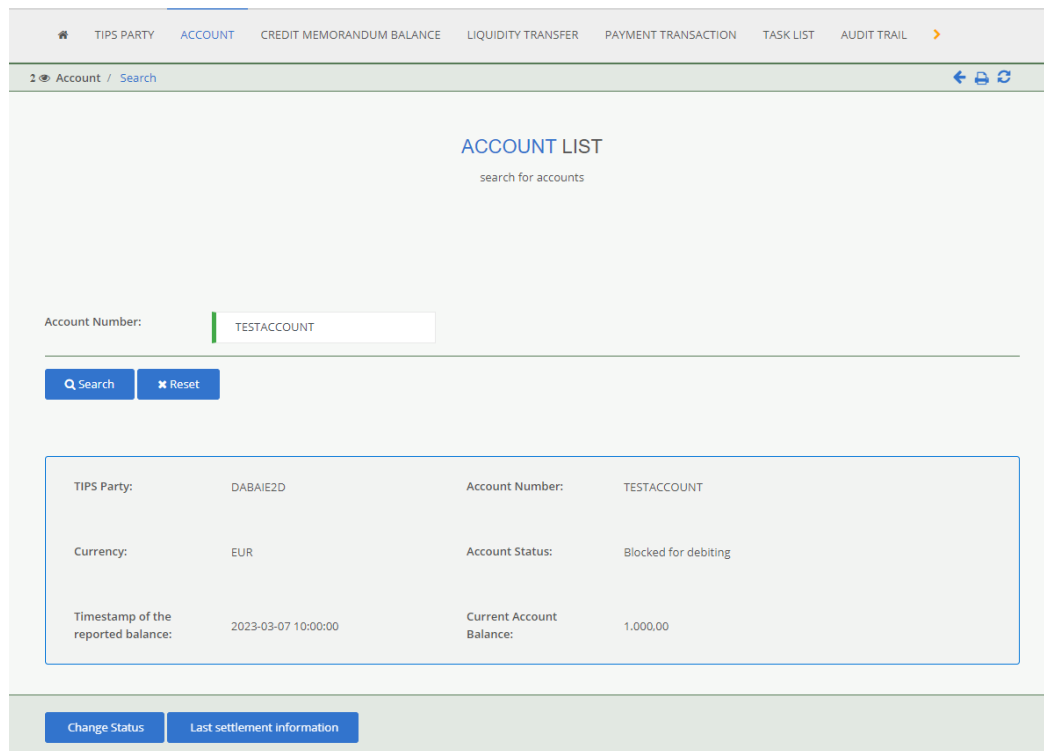 TIPS PARTY ACCOUNT CREDIT MEMORANDUM BALANCE LIQUIDITY TRANSFER PAYMENT TRANSACTION TASK LIST AUDIT TRAIL
2 Account / Search
ACCOUNT LIST
search for accounts
Account Number: TESTACCOUNT
Search Reset
TIPS Party: DABAIE2D Account Number: TESTACCOUNT
Currency: EUR Account Status: Blocked for debiting
Timestamp of the reported balance: 2023-03-07 10:00:00 Current Account Balance: 1.000,00
Change Status Last settlement information